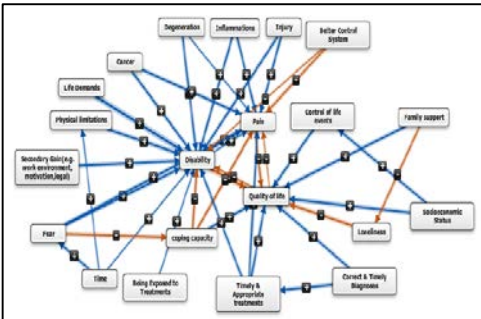 Degeneration
Inflammations
Injury
Better Control
System
Cancer
Life Demands
Pain
Control of life
events
Family support
Physical limitations
Disability
Secondary Gain(e.g.
work environment,
motivation,legal)
Quality of life
Socioeconomic
Status
Fear
coping capacity
Loneliness
Time
Being Exposed to
Treatments
Timely &
Appropriate
treatments
Correct & Timely
Diagnoses